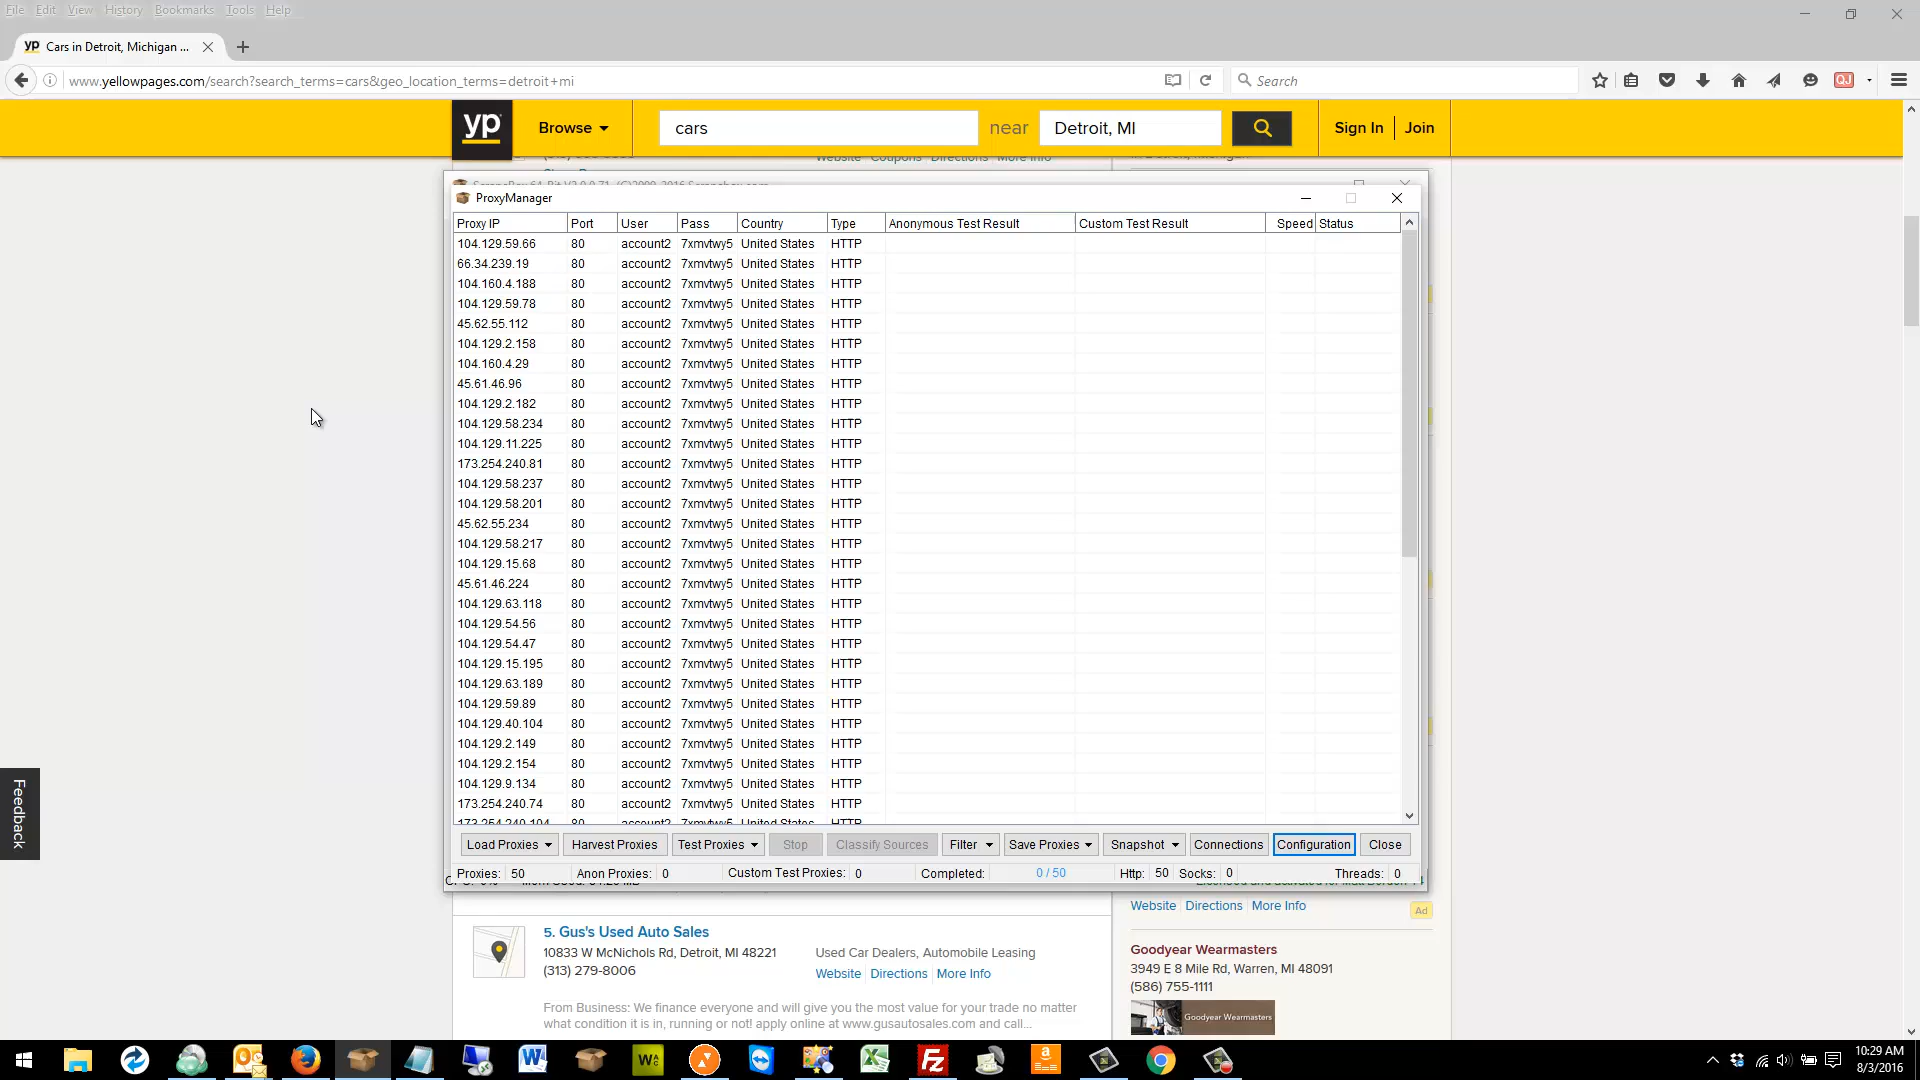 File Edit View History Bookmarks Tools Help
yp Cars in Detroit, Michigan ...
www.yellowpages.com/search?search_terms=cars&geo_location_terms=detroit+mi
Search
QJ
yp Browse cars near Detroit, MI Sign In Join
Website Coupons Directions More Info
ProxyManager
Proxy IP Port User Pass Country Type Anonymous Test Result Custom Test Result Speed Status
104.129.59.66 80 account2 7xmvtwy5 United States HTTP
66.34.239.19 80 account2 7xmvtwy5 United States HTTP
104.160.4.188 80 account2 7xmvtwy5 United States HTTP
104.129.59.78 80 account2 7xmvtwy5 United States HTTP
45.62.55.112 80 account2 7xmvtwy5 United States HTTP
104.129.2.158 80 account2 7xmvtwy5 United States HTTP
104.160.4.29 80 account2 7xmvtwy5 United States HTTP
45.61.46.96 80 account2 7xmvtwy5 United States HTTP
104.129.2.182 80 account2 7xmvtwy5 United States HTTP
104.129.58.234 80 account2 7xmvtwy5 United States HTTP
104.129.11.225 80 account2 7xmvtwy5 United States HTTP
173.254.240.81 80 account2 7xmvtwy5 United States HTTP
104.129.58.237 80 account2 7xmvtwy5 United States HTTP
104.129.58.201 80 account2 7xmvtwy5 United States HTTP
45.62.55.234 80 account2 7xmvtwy5 United States HTTP
104.129.58.217 80 account2 7xmvtwy5 United States HTTP
104.129.15.68 80 account2 7xmvtwy5 United States HTTP
45.61.46.224 80 account2 7xmvtwy5 United States HTTP
104.129.63.118 80 account2 7xmvtwy5 United States HTTP
104.129.54.56 80 account2 7xmvtwy5 United States HTTP
104.129.54.47 80 account2 7xmvtwy5 United States HTTP
104.129.15.195 80 account2 7xmvtwy5 United States HTTP
104.129.63.189 80 account2 7xmvtwy5 United States HTTP
104.129.59.89 80 account2 7xmvtwy5 United States HTTP
104.129.40.104 80 account2 7xmvtwy5 United States HTTP
104.129.2.149 80 account2 7xmvtwy5 United States HTTP
104.129.2.154 80 account2 7xmvtwy5 United States HTTP
104.129.9.134 80 account2 7xmvtwy5 United States HTTP
173.254.240.74 80 account2 7xmvtwy5 United States HTTP
173.254.240.104 80 account2 7xmvtwy5 United States HTTP
Load Proxies Harvest Proxies Test Proxies Stop Classify Sources Filter Save Proxies Snapshot Connections Configuration Close
Proxies: 50 Anon Proxies: 0 Custom Test Proxies: 0 Completed: 0 / 50 Http: 50 Socks: 0 Threads: 0
Website Directions More Info
Ad
5. Gus's Used Auto Sales
10833 W McNichols Rd, Detroit, MI 48221
(313) 279-8006
Used Car Dealers, Automobile Leasing
Website Directions More Info
From Business: We finance everyone and will give you the most value for your trade no matter
what condition it is in, running or not! apply online at www.gusautosales.com and call...
Goodyear Wearmasters
3949 E 8 Mile Rd, Warren, MI 48091
(586) 755-1111
Goodyear Wearmasters
Feedback
10:29 AM
8/3/2016